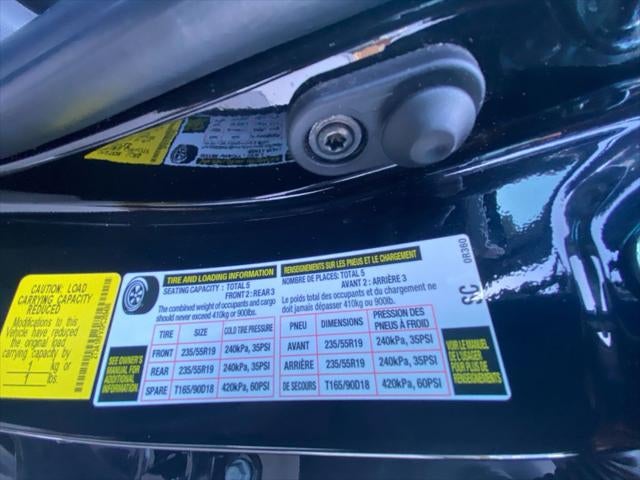 CAUTION: LOAD
CARRYING CAPACITY
REDUCED
Modifications to this
Vehicle have reduced
the original load
carrying capacity by
1 kg or
1 lbs.
TIRE AND LOADING INFORMATION
SEATING CAPACITY : TOTAL 5
FRONT 2: REAR 3
The combined weight of occupants and cargo
should never exceed 410kg or 900lbs.
RENSEIGNEMENTS SUR LES PNEUS ET LE CHARGEMENT
NOMBRE DE PLACES: TOTAL 5
AVANT 2 : ARRIÈRE 3
Le poids total des occupants et du chargement ne
doit jamais dépasser 410kg ou 900lbs.
SEE OWNER'S
MANUAL FOR
ADDITIONAL
INFORMATION
TIRE SIZE COLD TIRE PRESSURE
FRONT 235/55R19 240kPa, 35PSI
REAR 235/55R19 240kPa, 35PSI
SPARE T165/90D18 420kPa, 60PSI
PNEU DIMENSIONS PRESSION DES PNEUS À FROID
AVANT 235/55R19 240kPa, 35PSI
ARRIÈRE 235/55R19 240kPa, 35PSI
DE SECOURS T165/90D18 420kPa, 60PSI
VOIR LE MANUEL
DE L'USAGER
POUR PLUS DE
RENSEIGNEMENTS
SC
0R360